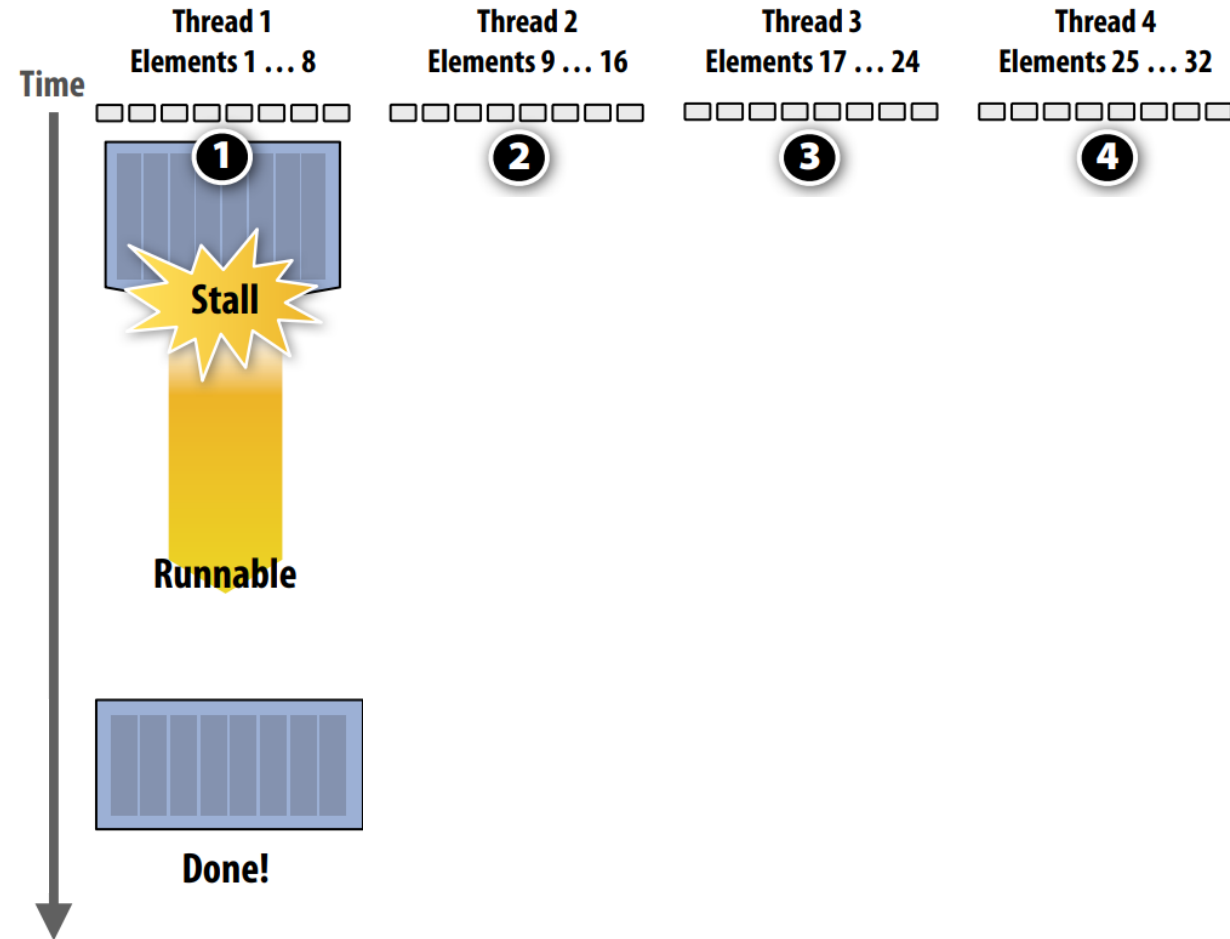 Thread 1
Elements 1 … 8
Thread 2
Elements 9 … 16
Thread 3
Elements 17 … 24
Thread 4
Elements 25 … 32
Time
1
2
3
4
Stall
Runnable
Done!